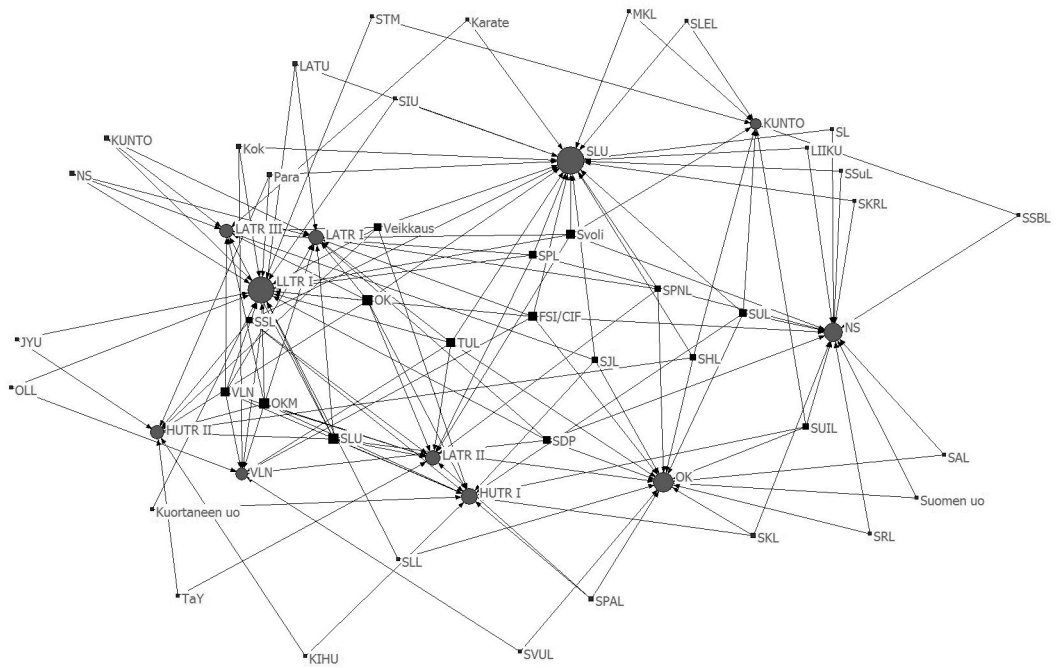 STM
Karate
MKL
SLEL
LATU
SIU
KUNTO
SL
KUNTO
Kok
SLU
LIIKU
NS
Para
SSuL
SKRL
SSBL
LATR III
LATR I
Veikkaus
Svoli
SPL
LLTR I
SPNL
OK
SSL
FSI/CIF
SUL
NS
JYU
TUL
SJL
SHL
OLL
VLN
OKM
HUTR II
SLU
SDP
SUIL
VLN
LATR II
SAL
OK
HUTR I
Suomen uo
Kuortaneen uo
SKL
SRL
SLL
TaY
SPAL
KIHU
SVUL